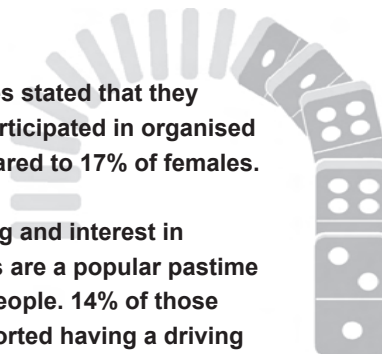 s stated that they
rticipated in organised
ared to 17% of females.
g and interest in
s are a popular pastime
eople. 14% of those
orted having a driving